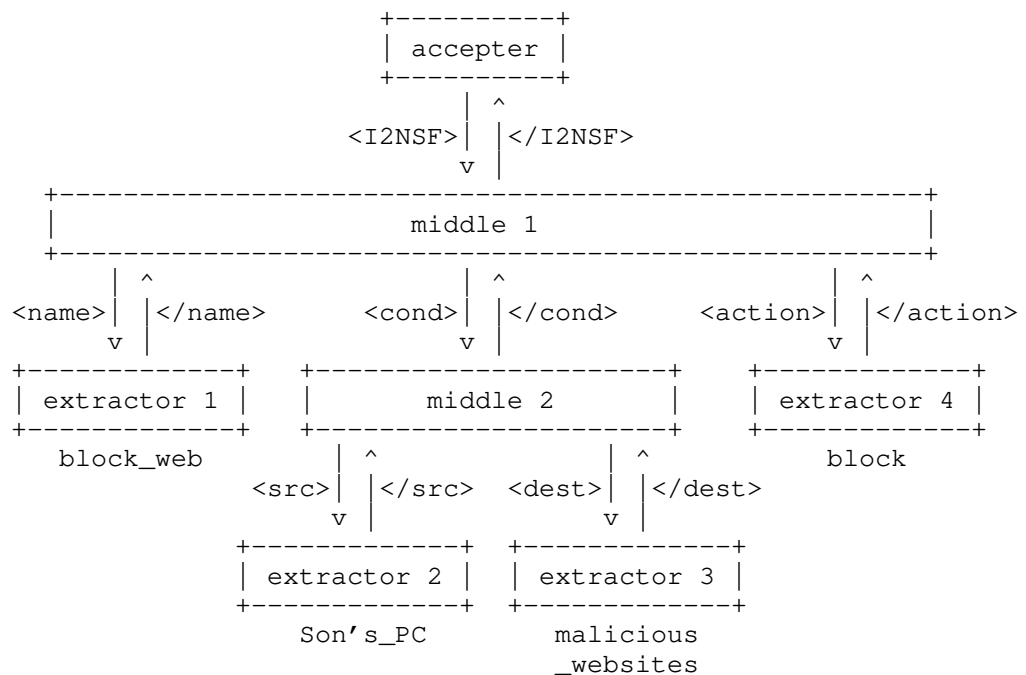 +----------+
| accepter |
+----------+
| ^
<I2NSF>| |</I2NSF>
v |
+------------------------------------------------------+
| middle 1 |
+------------------------------------------------------+
| ^ | ^ | ^
<name>| |</name> <cond>| |</cond> <action>| |</action>
v | v | v |
+-------------+ +----------------------+ +-------------+
| extractor 1 | | middle 2 | | extractor 4 |
+-------------+ +----------------------+ +-------------+
block_web | ^ | ^ block
<src>| |</src> <dest>| |</dest>
v | v |
+-------------+ +-------------+
| extractor 2 | | extractor 3 |
+-------------+ +-------------+
Son's_PC malicious
_websites